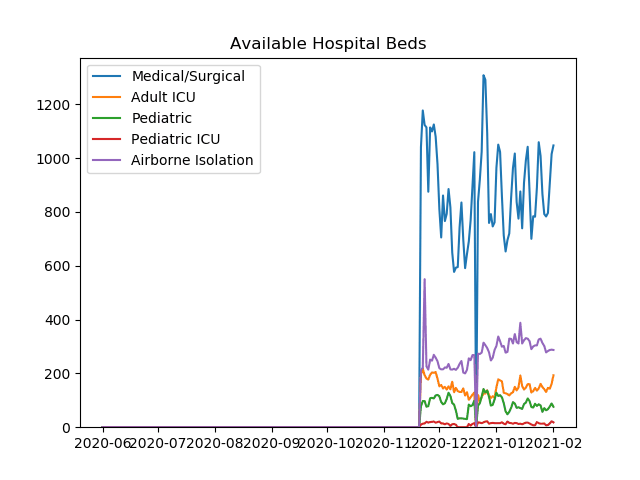 Available Hospital Beds
Medical/Surgical
Adult ICU
Pediatric
Pediatric ICU
Airborne Isolation
1200
1000
800
600
400
200
0
2020-06 2020-07 2020-08 2020-09 2020-10 2020-11 2020-12 2021-01 2021-02